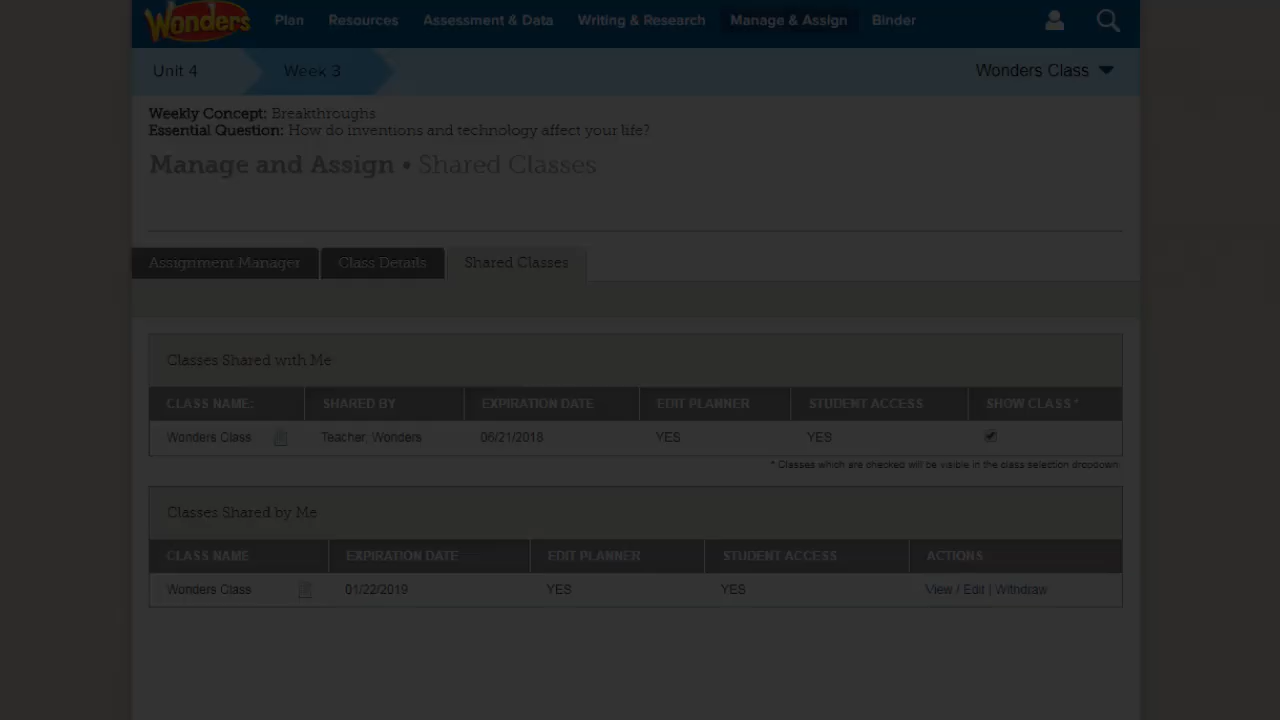 Wonders Plan Resources Assessment & Data Writing & Research Manage & Assign Binder
Unit 4 Week 3 Wonders Class
Weekly Concept: Breakthroughs
Essential Question: How do inventions and technology affect your life?
Manage and Assign • Shared Classes
Assignment Manager Class Details Shared Classes
Classes Shared with Me
CLASS NAME: SHARED BY EXPIRATION DATE EDIT PLANNER STUDENT ACCESS SHOW CLASS *
Wonders Class Teacher, Wonders 06/21/2018 YES YES
* Classes which are checked will be visible in the class selection dropdown.
Classes Shared by Me
CLASS NAME EXPIRATION DATE EDIT PLANNER STUDENT ACCESS ACTIONS
Wonders Class 01/22/2019 YES YES View / Edit | Withdraw